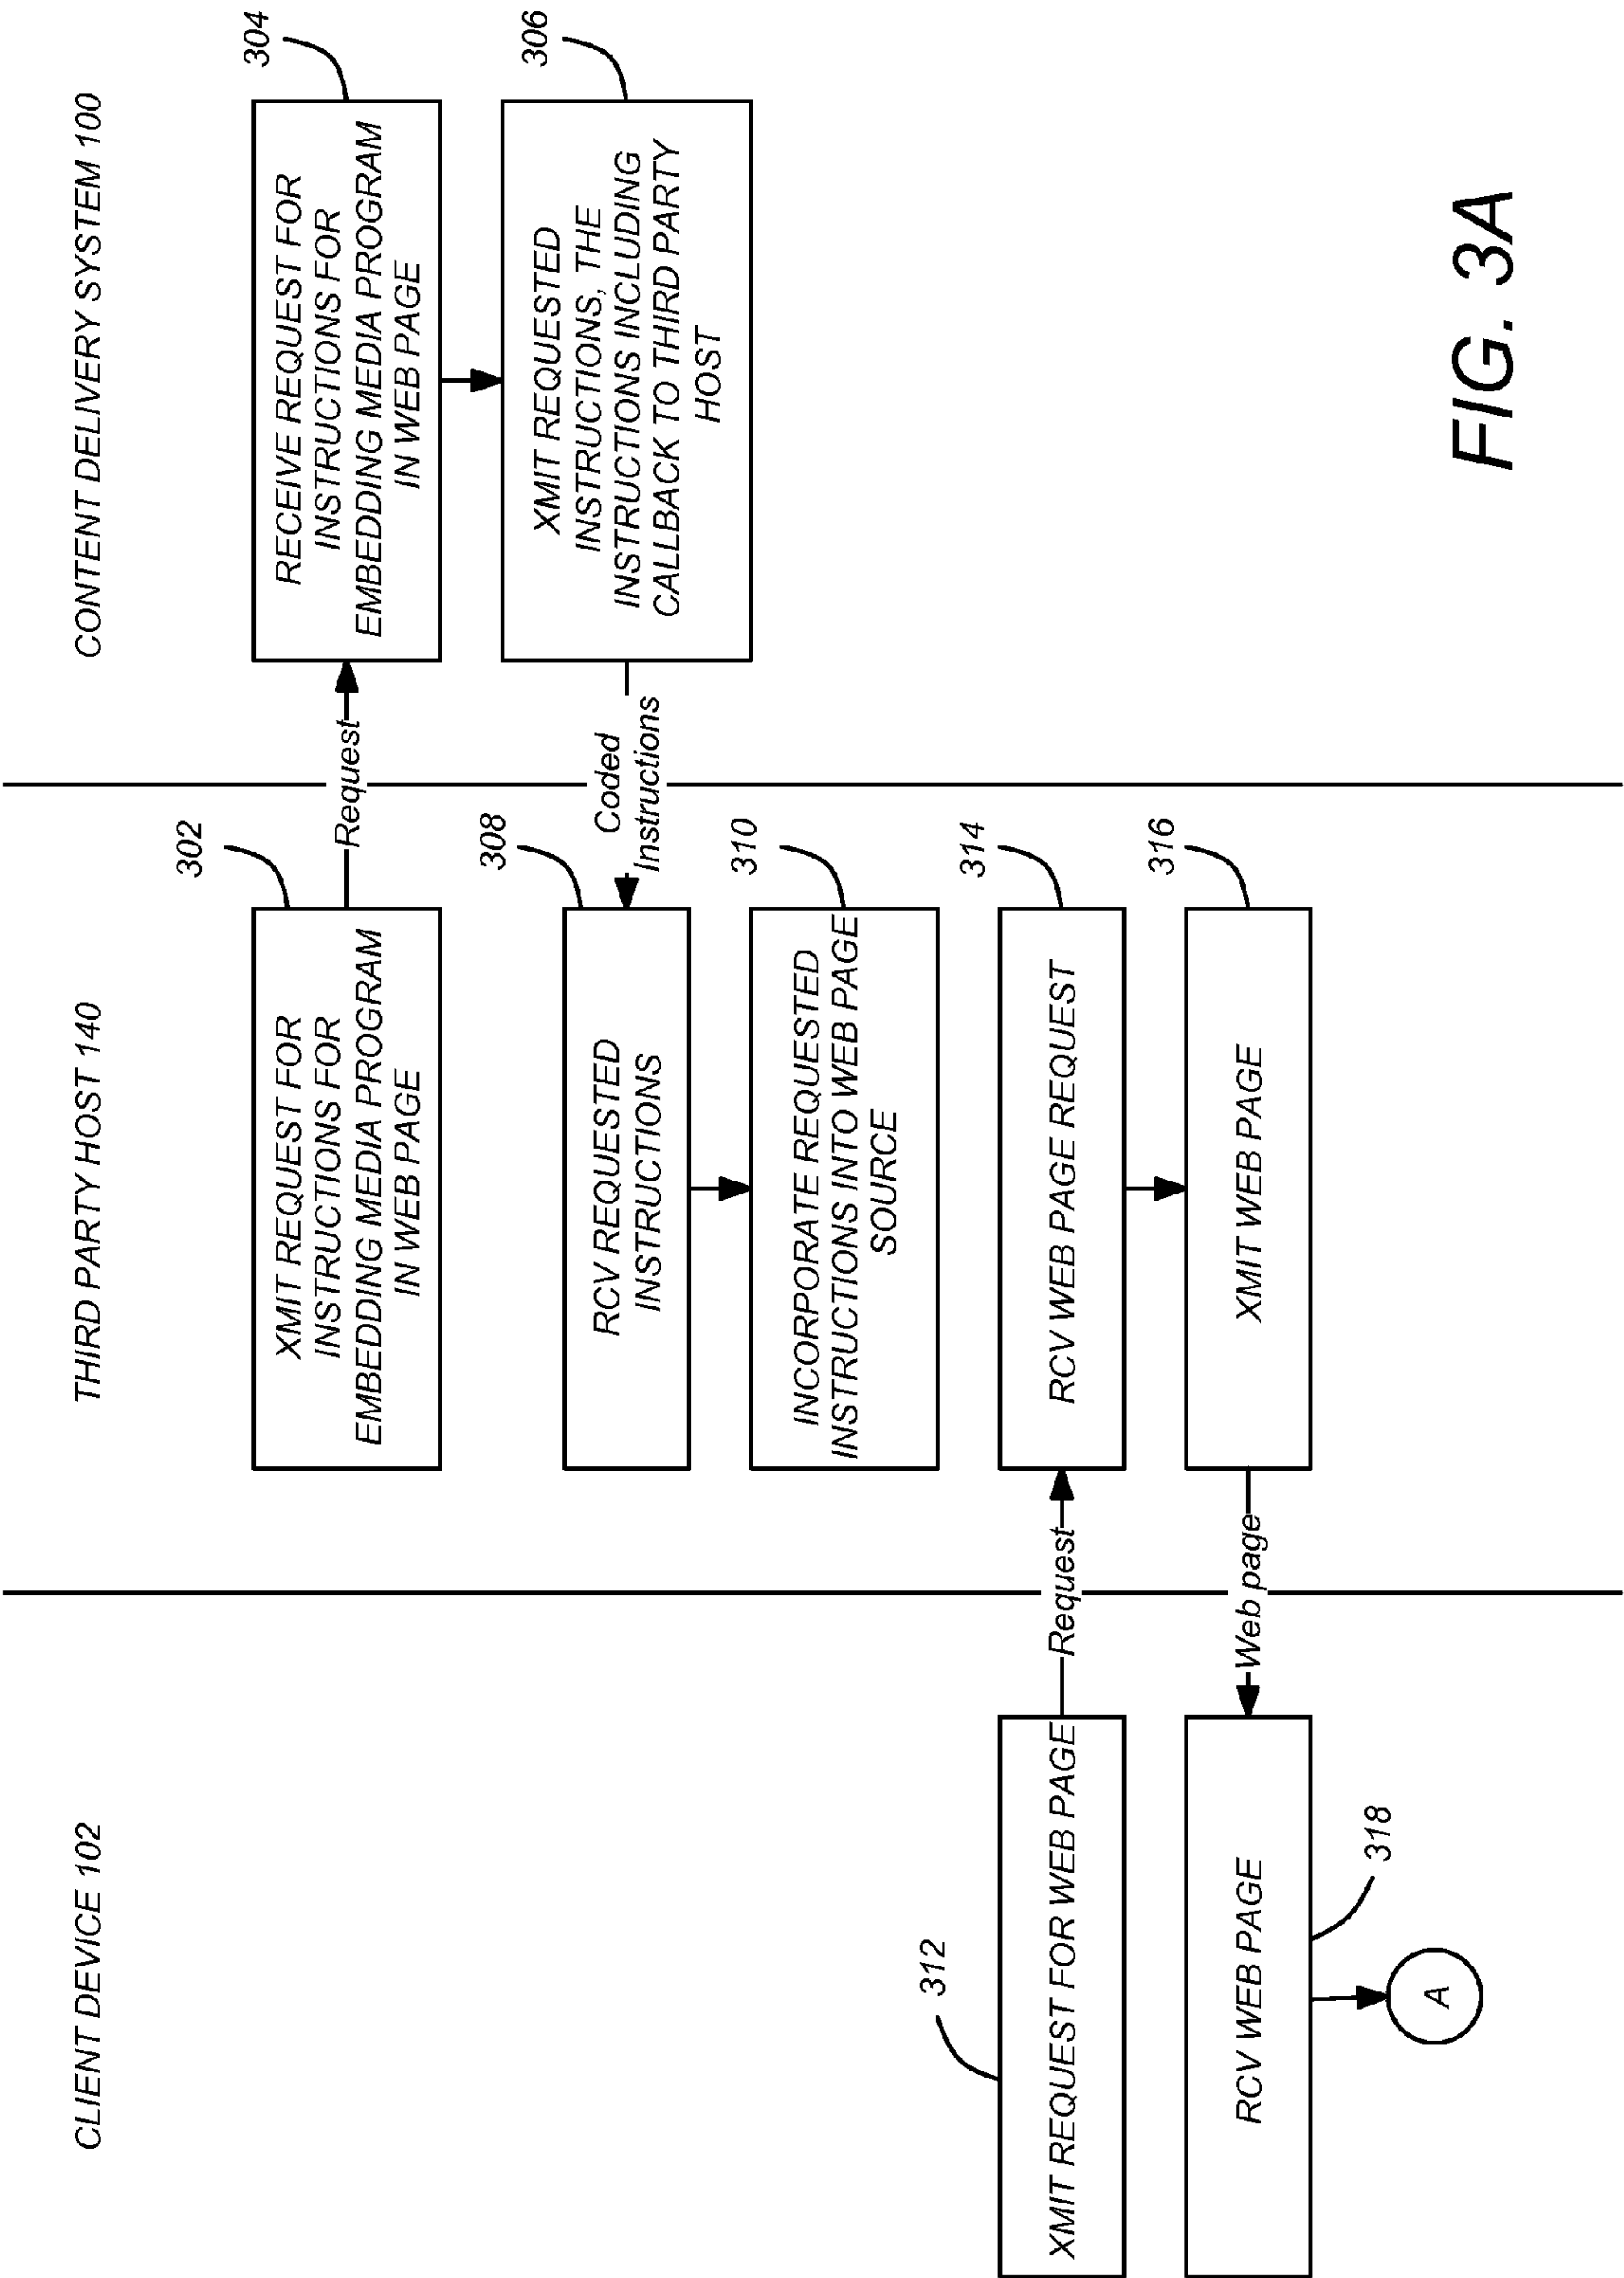 CLIENT DEVICE 102
THIRD PARTY HOST 140
CONTENT DELIVERY SYSTEM 100
302
XMIT REQUEST FOR
INSTRUCTIONS FOR
EMBEDDING MEDIA PROGRAM
IN WEB PAGE
Request
304
RECEIVE REQUEST FOR
INSTRUCTIONS FOR
EMBEDDING MEDIA PROGRAM
IN WEB PAGE
306
XMIT REQUESTED
INSTRUCTIONS, THE
INSTRUCTIONS INCLUDING
CALLBACK TO THIRD PARTY
HOST
Coded
Instructions
308
RCV REQUESTED
INSTRUCTIONS
310
INCORPORATE REQUESTED
INSTRUCTIONS INTO WEB PAGE
SOURCE
312
XMIT REQUEST FOR WEB PAGE
Request
314
RCV WEB PAGE REQUEST
316
XMIT WEB PAGE
Web page
RCV WEB PAGE
318
A
FIG. 3A